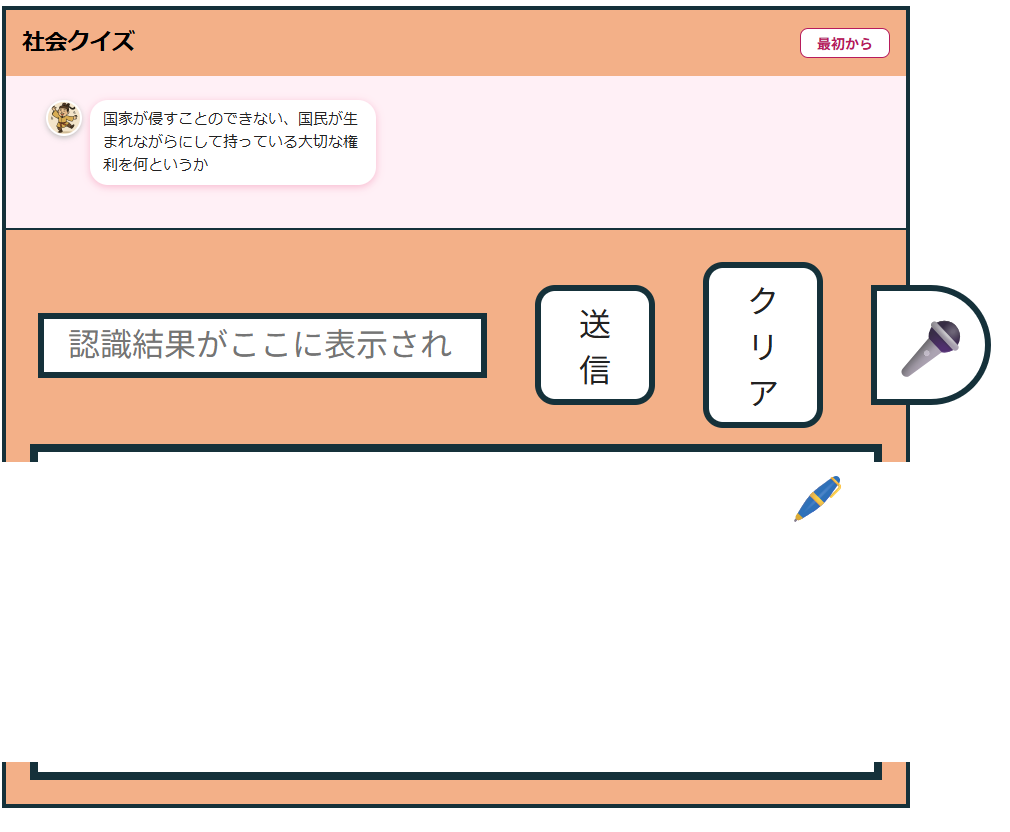 社会クイズ
最初から
国家が侵すことのできない、国民が生
まれながらにして持っている大切な権
利を何というか
認識結果がここに表示され
送
信
ク
リ
ア